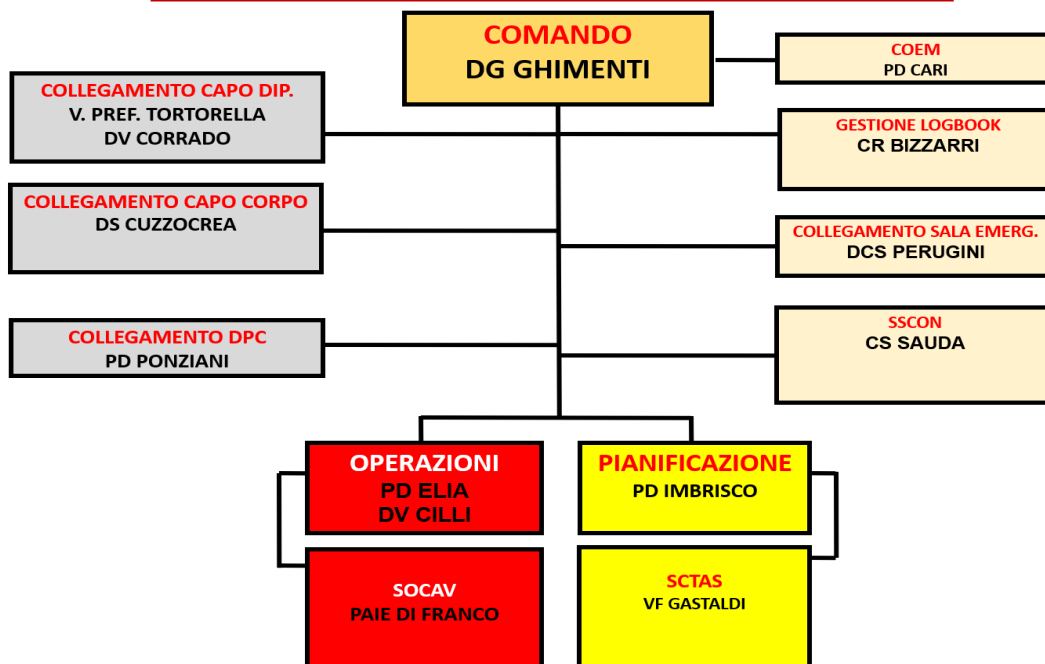 COMANDO
DG GHIMENTI
COEM
PD CARI
COLLEGAMENTO CAPO DIP.
V. PREF. TORTORELLA
DV CORRADO
GESTIONE LOGBOOK
CR BIZZARRI
COLLEGAMENTO CAPO CORPO
DS CUZZOCREA
COLLEGAMENTO SALA EMERG.
DCS PERUGINI
COLLEGAMENTO DPC
PD PONZIANI
SSCON
CS SAUDA
OPERAZIONI
PD ELIA
DV CILLI
PIANIFICAZIONE
PD IMBRISCO
SOCAV
PAIE DI FRANCO
SCTAS
VF GASTALDI